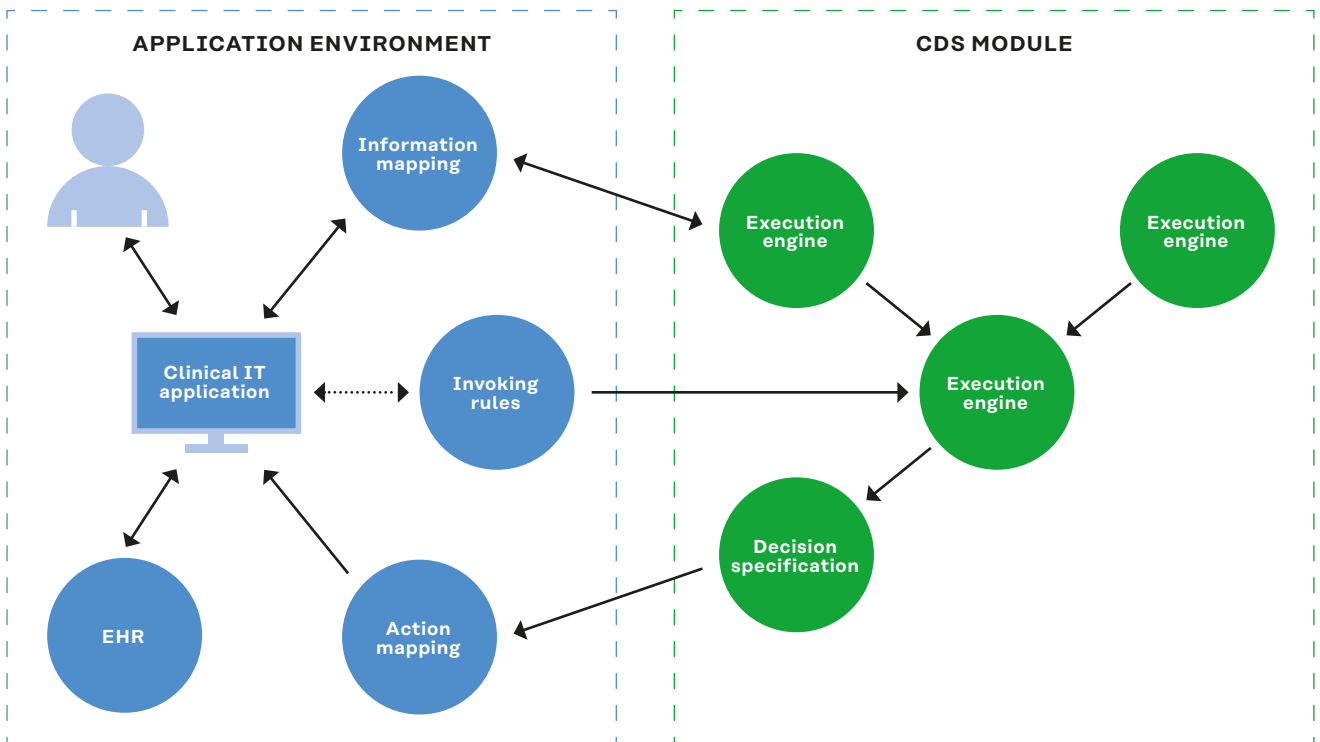 APPLICATION ENVIRONMENT
CDS MODULE
Information
mapping
Execution
engine
Execution
engine
Clinical IT
application
Invoking
rules
Execution
engine
Decision
specification
EHR
Action
mapping